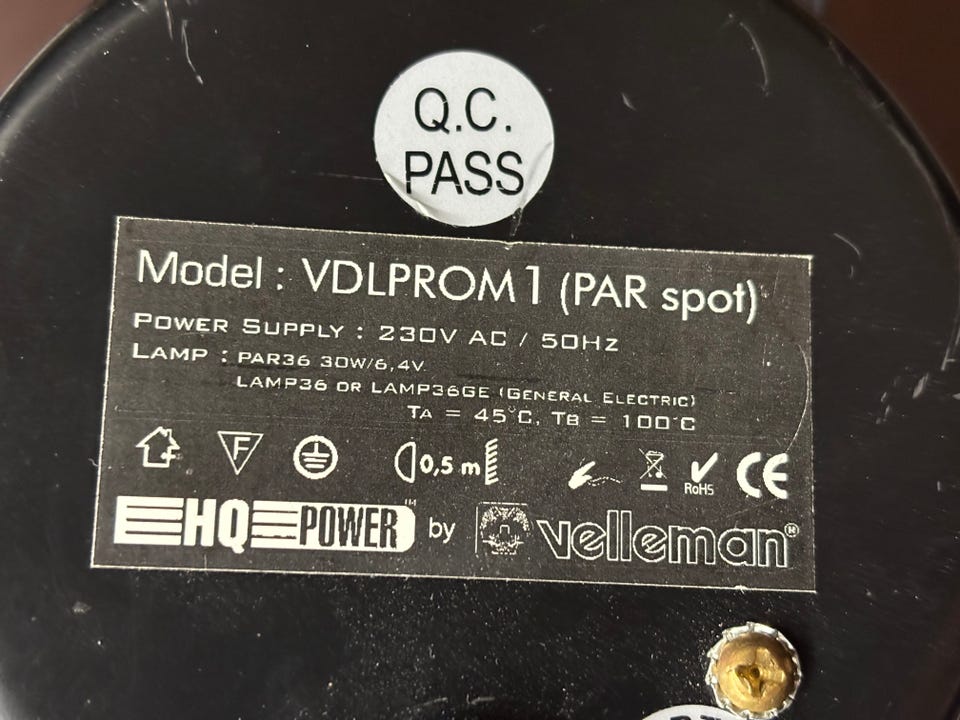 Q.C.
PASS
Model : VDLPROM1 (PAR spot)
POWER SUPPLY : 230V AC / 50Hz
LAMP : PAR36 30W/6,4V
LAMP36 OR LAMP36GE (GENERAL ELECTRIC)
TA = 45°C, TB = 100°C
F
0,5 m
RoHS
CE
HQ POWER™ by velleman®